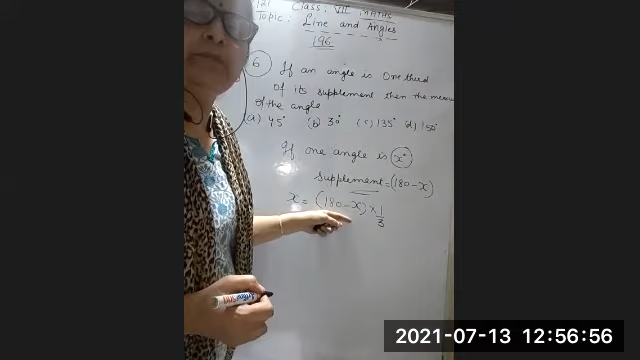 Class: VII MATHS
Topic: Line and Angles
196
6 If an angle is One third
of its supplement then the measu
of the angle
(a) 45° (b) 30° (c) 135° d) 150°
If one angle is x°
Supplement = (180-x)
x = (180-x) × 1/3
2021-07-13 12:56:56